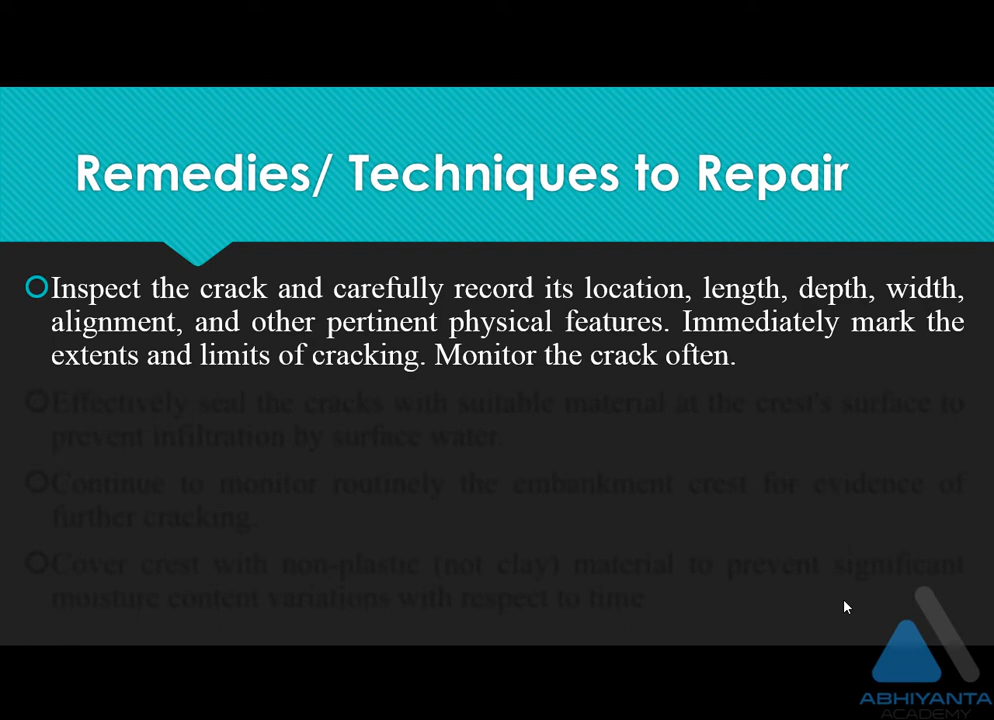 Remedies/ Techniques to Repair
Inspect the crack and carefully record its location, length, depth, width,
alignment, and other pertinent physical features. Immediately mark the
extents and limits of cracking. Monitor the crack often.
Effectively seal the cracks with suitable material at the crest's surface to
prevent infiltration by surface water.
Continue to monitor routinely the embankment crest for evidence of
further cracking.
Cover crest with non-plastic (not clay) material to prevent significant
moisture content variations with respect to time
ABHIYANTA
ACADEMY